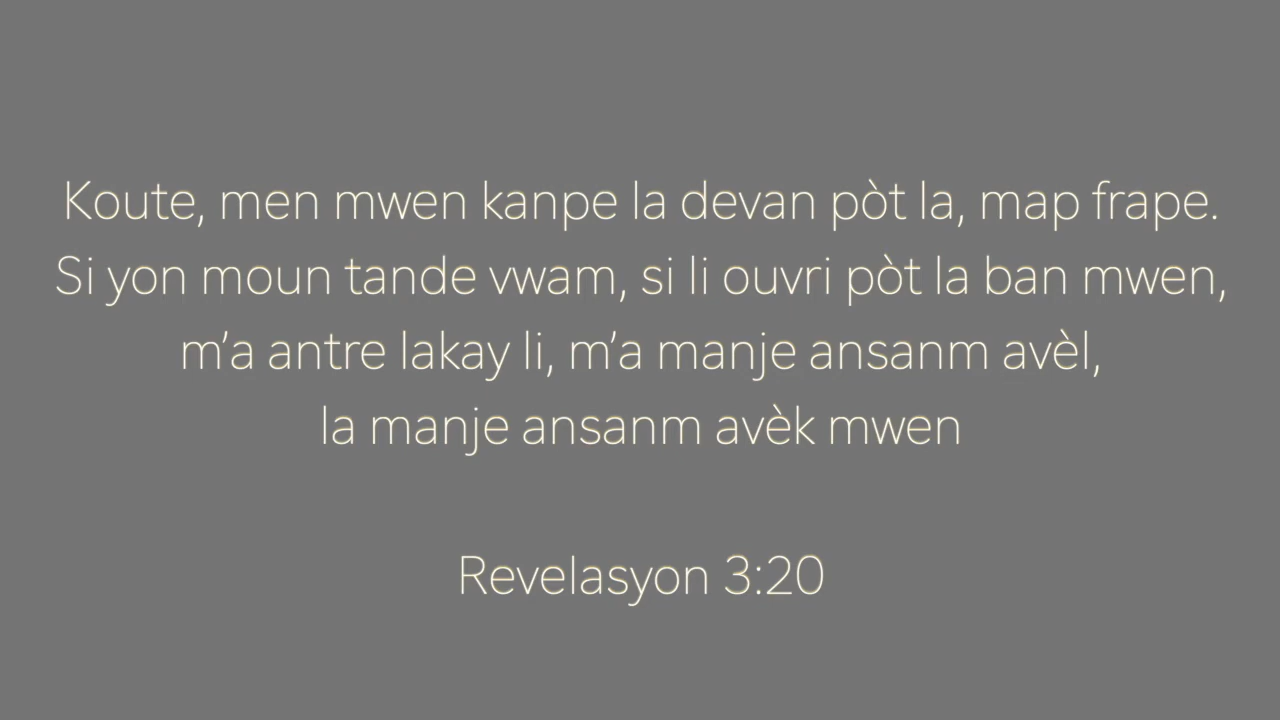 Koute, men mwen kanpe la devan pòt la, map frape.
Si yon moun tande vwam, si li ouvri pòt la ban mwen,
m’a antre lakay li, m’a manje ansanm avèl,
la manje ansanm avèk mwen
Revelasyon 3:20